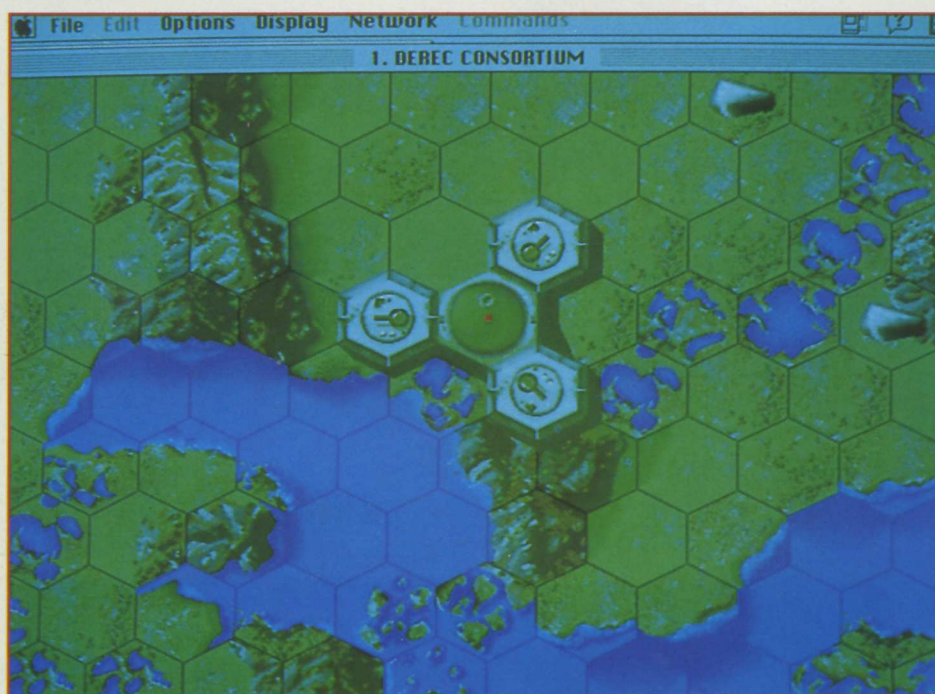 File Edit Options Display Network Commands
1. DEREC CONSORTIUM